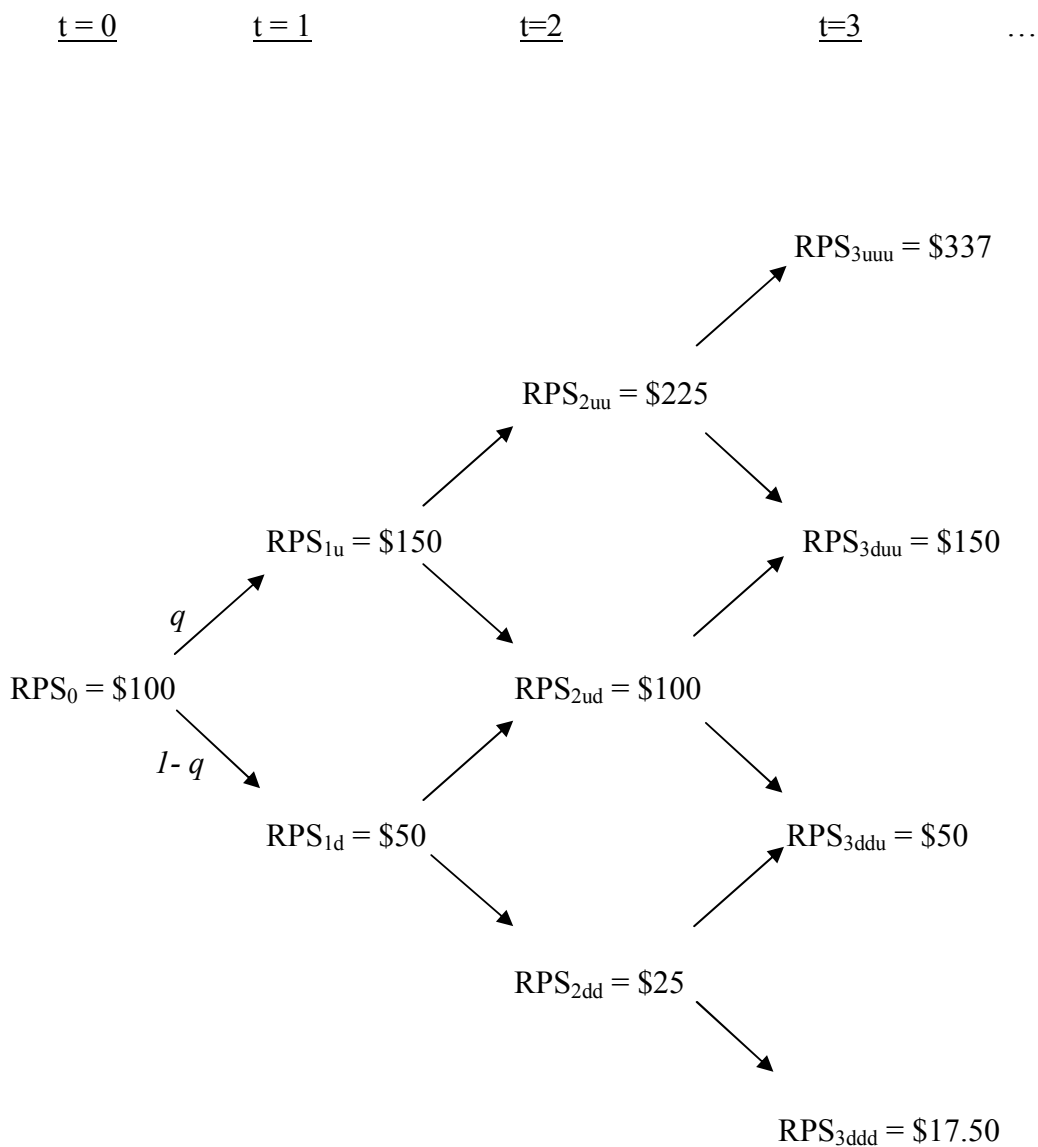 t = 0 t = 1 t=2 t=3 …
RPS3uuu = $337
RPS2uu = $225
RPS1u = $150 RPS3duu = $150
q
RPS0 = $100 RPS2ud = $100
1- q
RPS1d = $50 RPS3ddu = $50
RPS2dd = $25
RPS3ddd = $17.50